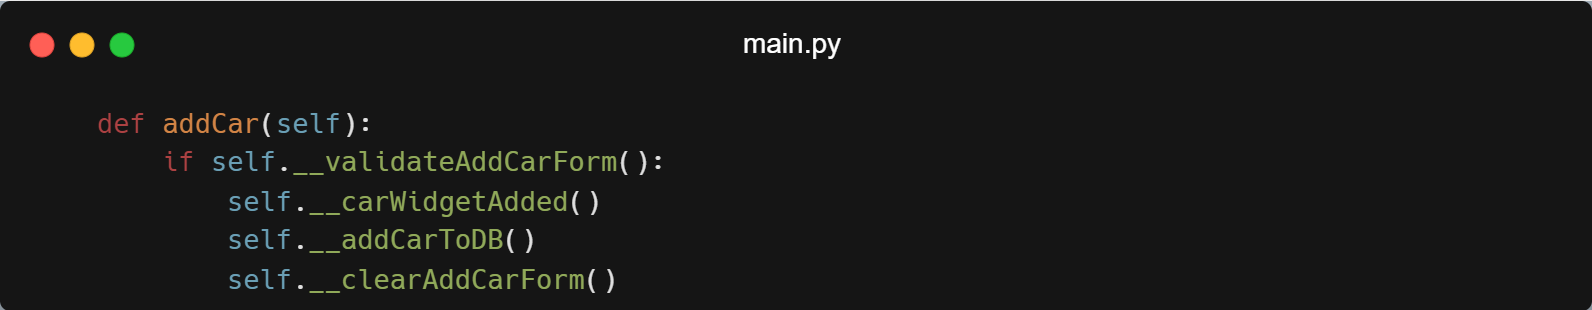 main.py
def addCar(self):
    if self.__validateAddCarForm():
        self.__carWidgetAdded()
        self.__addCarToDB()
        self.__clearAddCarForm()